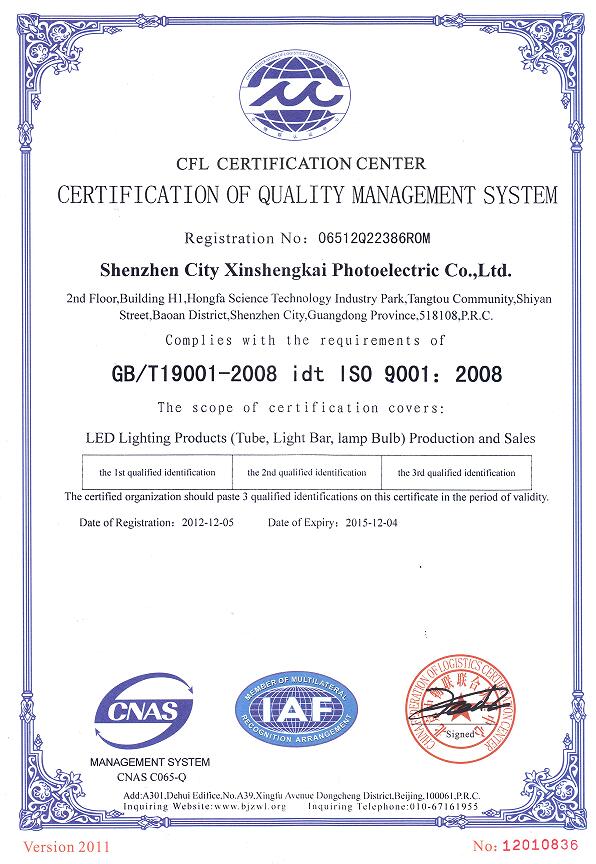 CFL CERTIFICATION CENTER
CERTIFICATION OF QUALITY MANAGEMENT SYSTEM
Registration No: 06512Q22386ROM
Shenzhen City Xinshengkai Photoelectric Co.,Ltd.
2nd Floor,Building H1,Hongfa Science Technology Industry Park,Tangtou Community,Shiyan
Street,Baoan District,Shenzhen City,Guangdong Province,518108,P.R.C.
Complies with the requirements of
GB/T19001-2008 idt ISO 9001: 2008
The scope of certification covers:
LED Lighting Products (Tube, Light Bar, lamp Bulb) Production and Sales
the 1st qualified identification the 2nd qualified identification the 3rd qualified identification
The certified organization should paste 3 qualified identifications on this certificate in the period of validity.
Date of Registration: 2012-12-05 Date of Expiry: 2015-12-04
CNAS
MANAGEMENT SYSTEM
CNAS C065-Q
MEMBER OF MULTILATERAL
IAF
RECOGNITION ARRANGEMENT
CHINA FEDERATION OF LOGISTICS CERTIFICATION CENTER
Signed
Add:A301,Dehui Edifice,No.A39,Xingfu Avenue Dongcheng District,Beijing,100061,P.R.C.
Inquiring Website:www.bjzwl.org Inquiring Telephone:010-67161955
Version 2011
No: 12010836